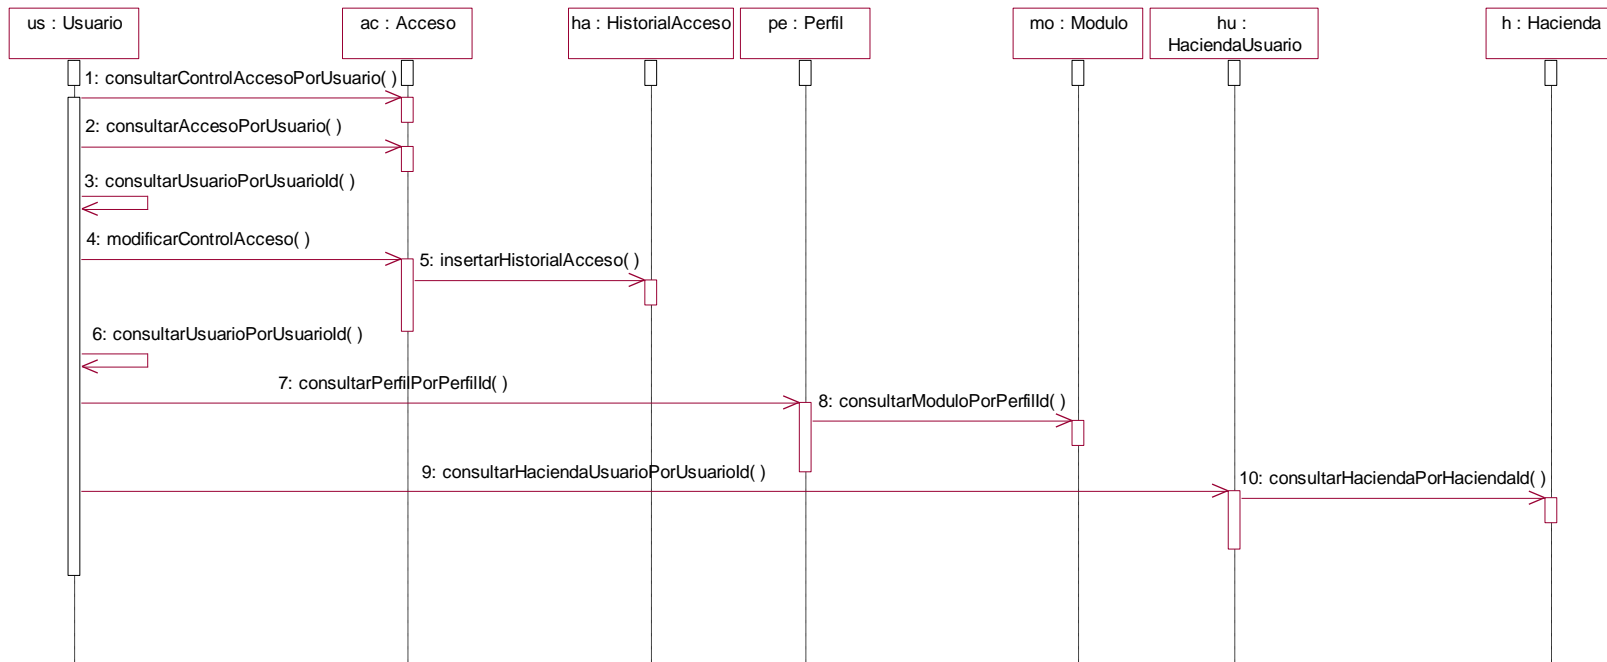 us : Usuario
ac : Acceso
ha : HistorialAcceso
pe : Perfil
mo : Modulo
hu :
HaciendaUsuario
h : Hacienda
1: consultarControlAccesoPorUsuario( )
2: consultarAccesoPorUsuario( )
3: consultarUsuarioPorUsuarioId( )
4: modificarControlAcceso( )
5: insertarHistorialAcceso( )
6: consultarUsuarioPorUsuarioId( )
7: consultarPerfilPorPerfilId( )
8: consultarModuloPorPerfilId( )
9: consultarHaciendaUsuarioPorUsuarioId( )
10: consultarHaciendaPorHaciendaId( )